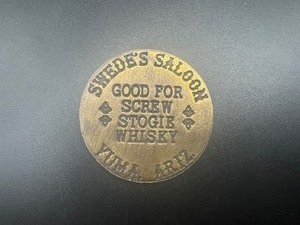 SWEDE'S SALOON
GOOD FOR
SCREW
STOGIE
WHISKY
YUMA, ARIZ.